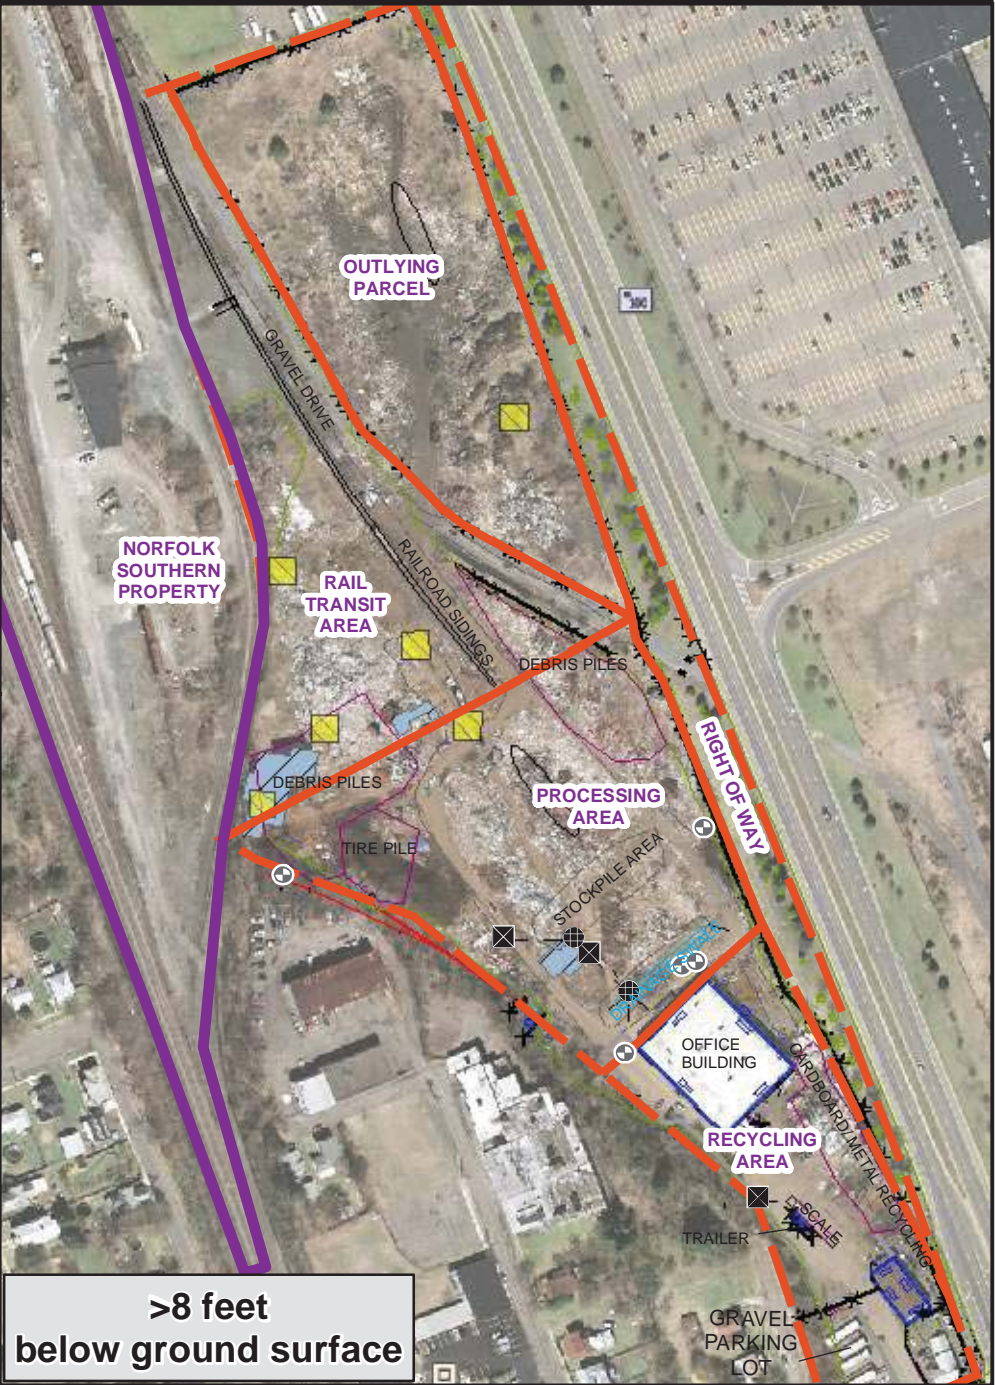 OUTLYING
PARCEL
GRAVEL DRIVE
NORFOLK
SOUTHERN
PROPERTY
RAIL
TRANSIT
AREA
RAILROAD SIDINGS
DEBRIS PILES
RIGHT OF WAY
DEBRIS PILES
PROCESSING
AREA
TIRE PILE
STOCKPILE AREA
DRAINAGE SWALE
OFFICE
BUILDING
CARDBOARD/METAL RECYCLING
RECYCLING
AREA
SCALE
TRAILER
GRAVEL
PARKING
LOT
>8 feet
below ground surface